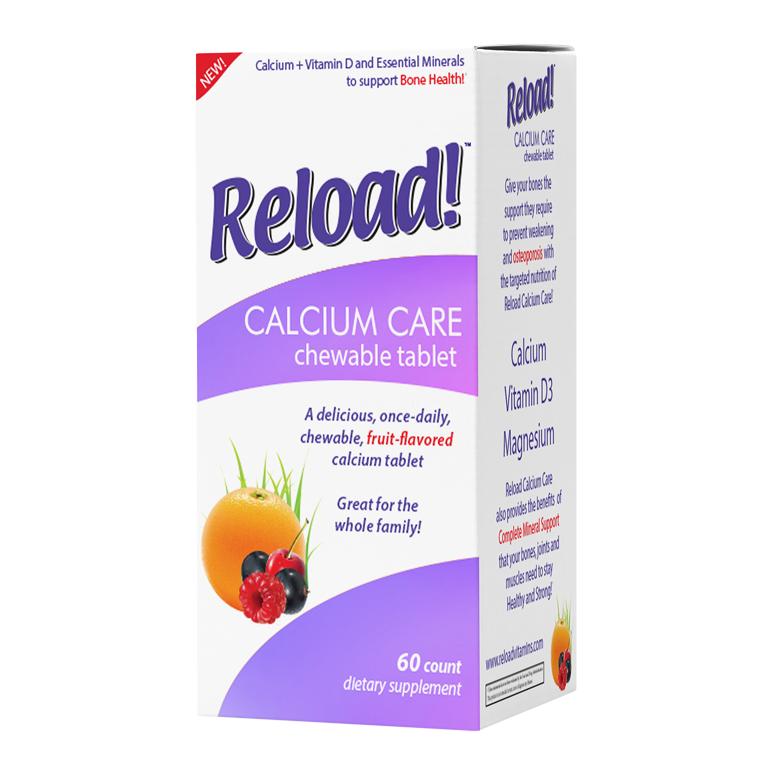 NEW!
Calcium + Vitamin D and Essential Minerals
to support Bone Health!
Reload!™
CALCIUM CARE
chewable tablet
A delicious, once-daily,
chewable, fruit-flavored
calcium tablet
Great for the
whole family!
60 count
dietary supplement
Reload!
CALCIUM CARE
chewable tablet
Give your bones the
support they require
to prevent weakening
and osteoporosis with
the targeted nutrition of
Reload Calcium Care!
Calcium
Vitamin D3
Magnesium
Reload Calcium Care
also provides the benefits of
Complete Mineral Support
that your bones, joints and
muscles need to stay
Healthy and Strong!
www.reloadvitamins.com